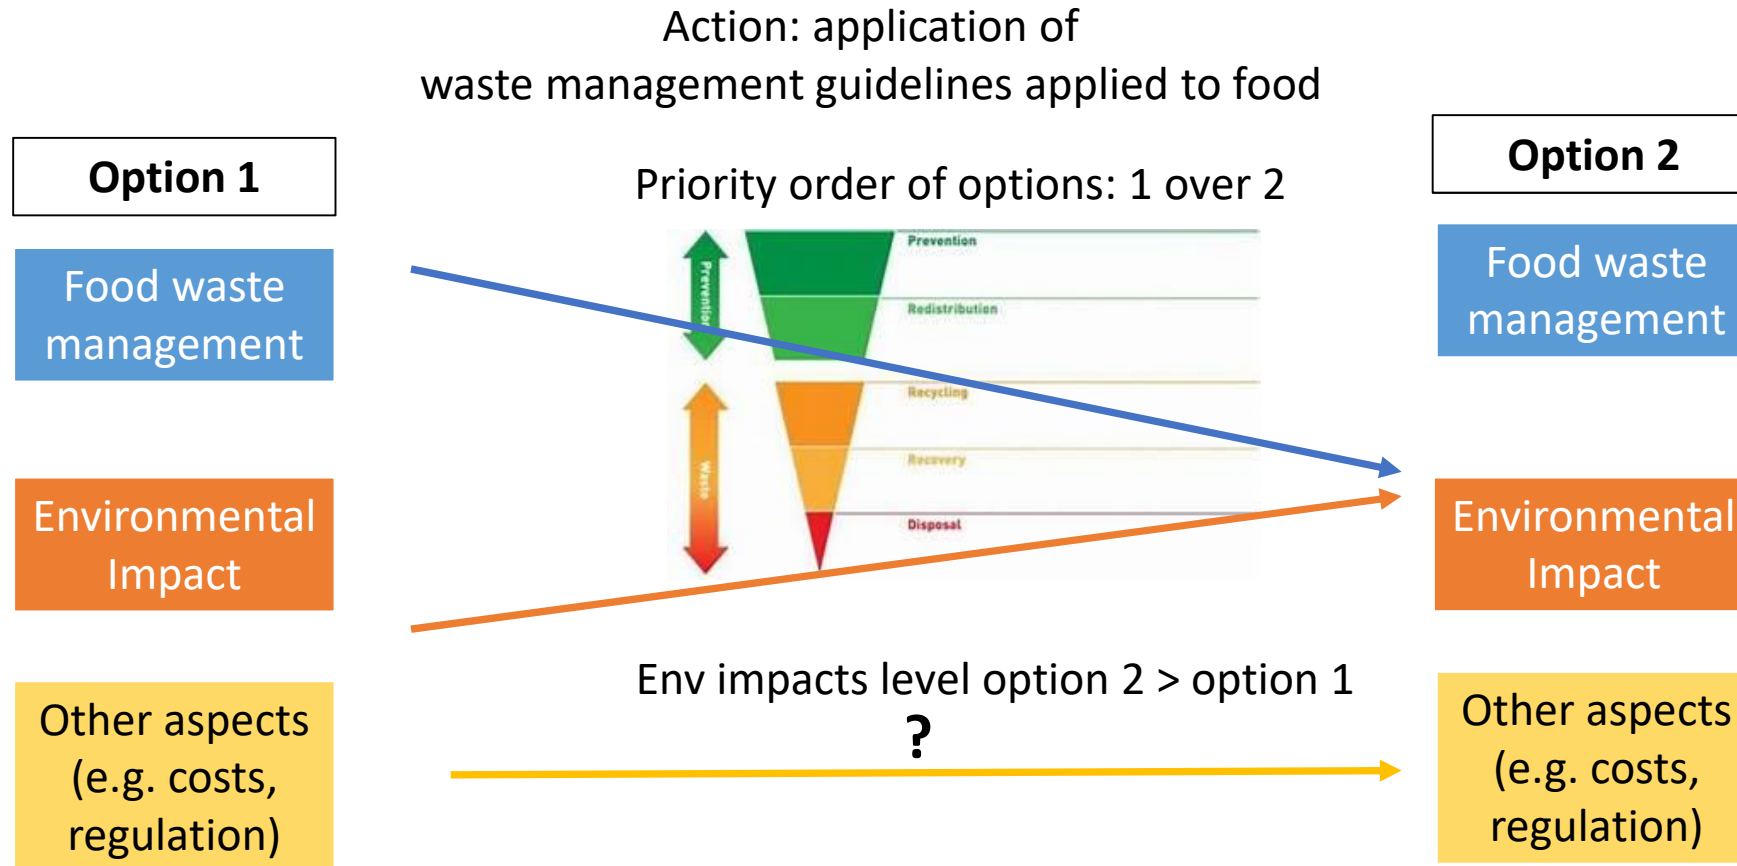 Action: application of
waste management guidelines applied to food
Option 1
Priority order of options: 1 over 2
Option 2
Food waste
management
Environmental
Impact
Other aspects
(e.g. costs,
regulation)
Prevention
Waste
Prevention
Redistribution
Recycling
Recovery
Disposal
Env impacts level option 2 > option 1
?
Food waste
management
Environmental
Impact
Other aspects
(e.g. costs,
regulation)